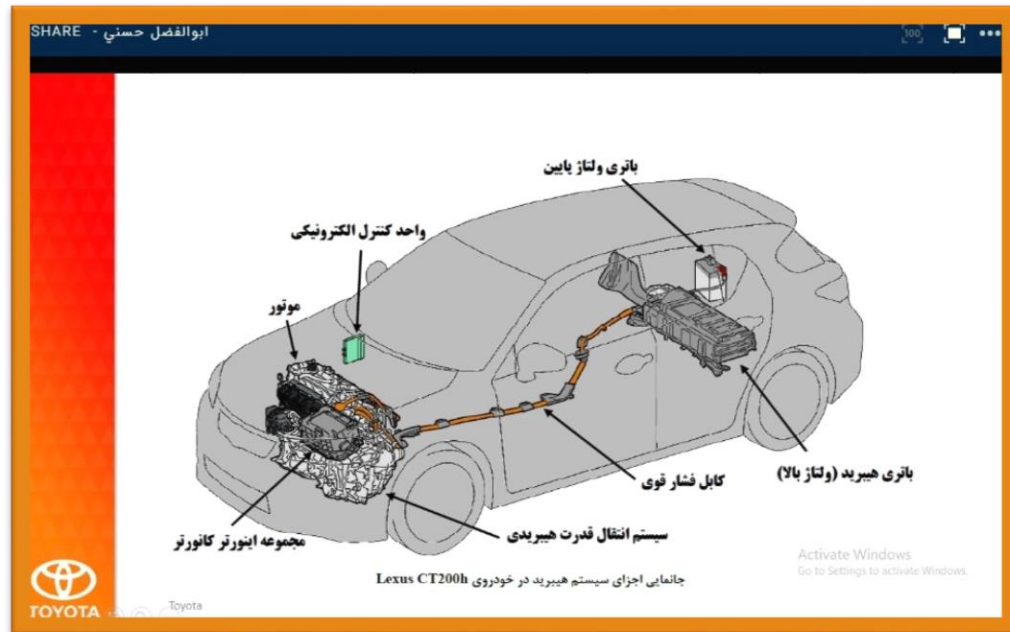 SHARE - ابوالفضل حسني
100
باتری ولتاژ پایین
واحد کنترل الکترونیکی
موتور
باتری هیبرید (ولتاژ بالا)
کابل فشار قوی
سیستم انتقال قدرت هیبریدی
مجموعه اینورتر کانورتر
جانمایی اجزای سیستم هیبرید در خودروی Lexus CT200h
Activate Windows
Go to Settings to activate Windows.
TOYOTA
Toyota